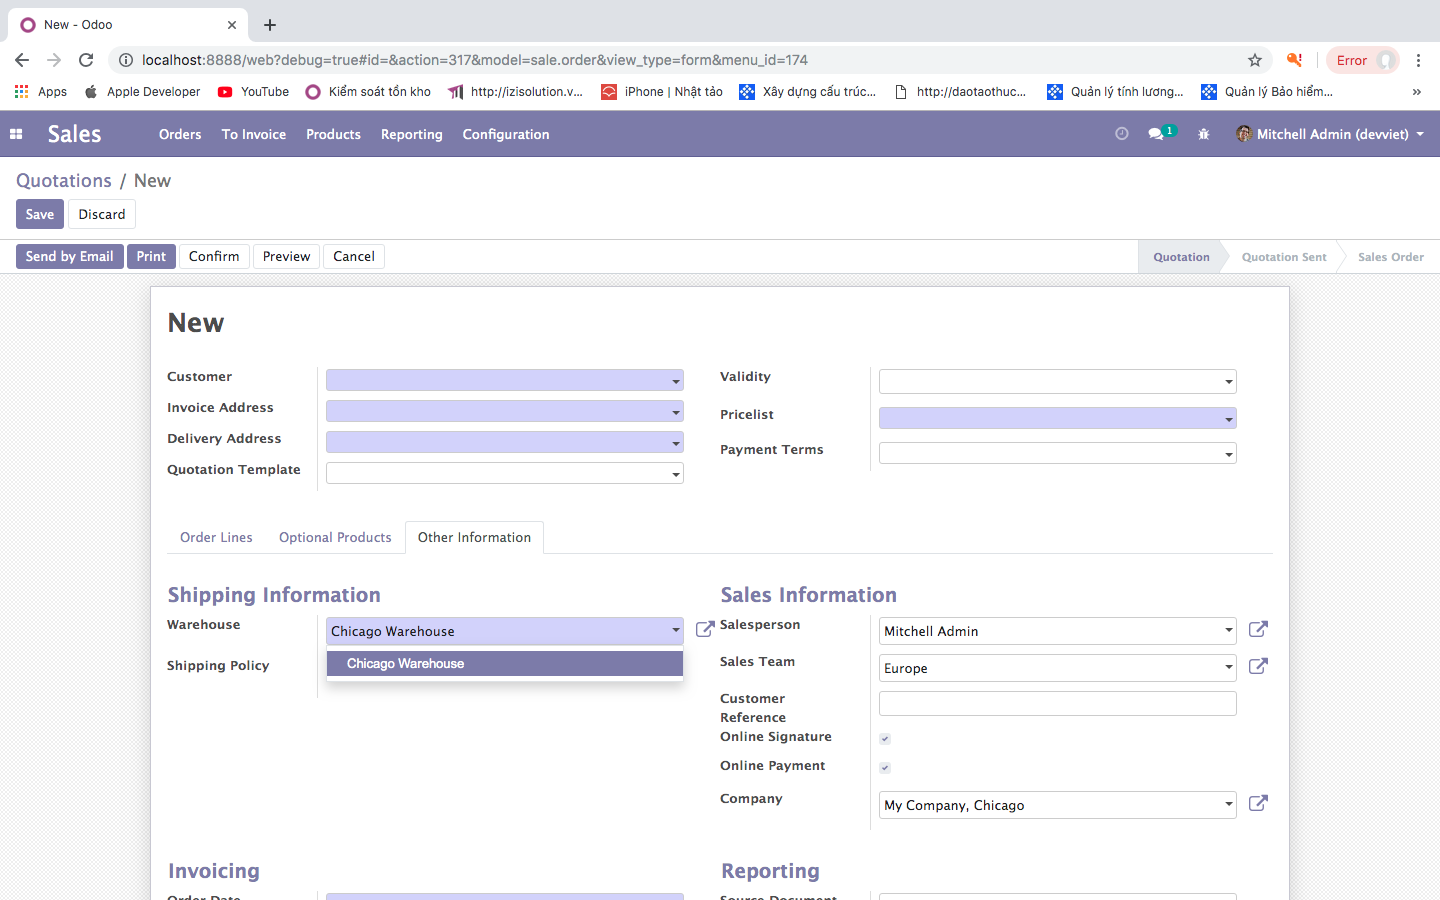 New - Odoo
localhost:8888/web?debug=true#id=&action=317&model=sale.order&view_type=form&menu_id=174
Error
Apps
Apple Developer
YouTube
Kiểm soát tồn kho
http://izisolution.v...
iPhone | Nhật tảo
Xây dựng cấu trúc...
http://daotaothuc...
Quản lý tính lương...
Quản lý Bảo hiểm...
Sales
Orders
To Invoice
Products
Reporting
Configuration
1
Mitchell Admin (devviet)
Quotations / New
Save
Discard
Send by Email
Print
Confirm
Preview
Cancel
Quotation
Quotation Sent
Sales Order
New
Customer
Invoice Address
Delivery Address
Quotation Template
Validity
Pricelist
Payment Terms
Order Lines
Optional Products
Other Information
Shipping Information
Warehouse
Chicago Warehouse
Chicago Warehouse
Shipping Policy
Sales Information
Salesperson
Mitchell Admin
Sales Team
Europe
Customer
Reference
Online Signature
Online Payment
Company
My Company, Chicago
Invoicing
Order Date
Reporting
Source Document